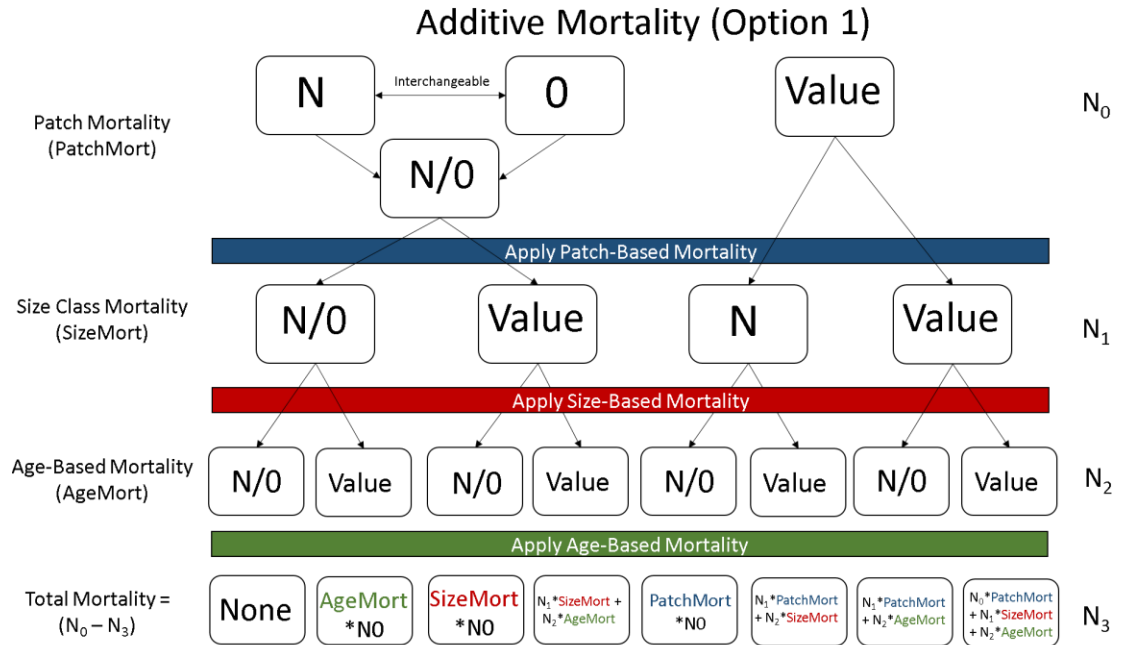 Additive Mortality (Option 1)
N
Interchangeable
0
Value
N₀
Patch Mortality
(PatchMort)
N/0
Apply Patch-Based Mortality
Size Class Mortality
(SizeMort)
N/0
Value
N
Value
N₁
Apply Size-Based Mortality
Age-Based Mortality
(AgeMort)
N/0
Value
N/0
Value
N/0
Value
N/0
Value
N₂
Apply Age-Based Mortality
Total Mortality =
(N₀ – N₃)
None
AgeMort
*N0
SizeMort
*N0
N₁*SizeMort +
N₂*AgeMort
PatchMort
*N0
N₁*PatchMort
+ N₂*SizeMort
N₁*PatchMort
+ N₂*AgeMort
N₀*PatchMort
+ N₁*SizeMort
+ N₂*AgeMort
N₃